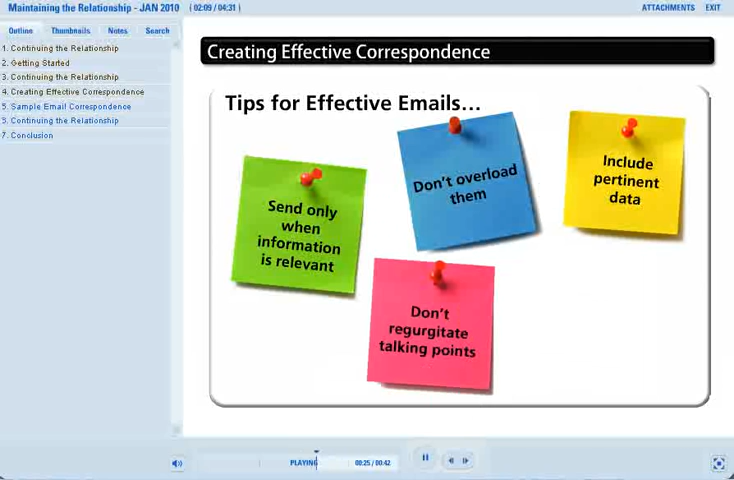 Maintaining the Relationship - JAN 2010 ( 02:09 / 04:31 )
ATTACHMENTS EXIT
Outline Thumbnails Notes Search
1. Continuing the Relationship
2. Getting Started
3. Continuing the Relationship
4. Creating Effective Correspondence
5. Sample Email Correspondence
6. Continuing the Relationship
7. Conclusion
Creating Effective Correspondence
Tips for Effective Emails...
Send only
when
information
is relevant
Don't overload
them
Include
pertinent
data
Don't
regurgitate
talking points
PLAYING 00:25 / 00:42